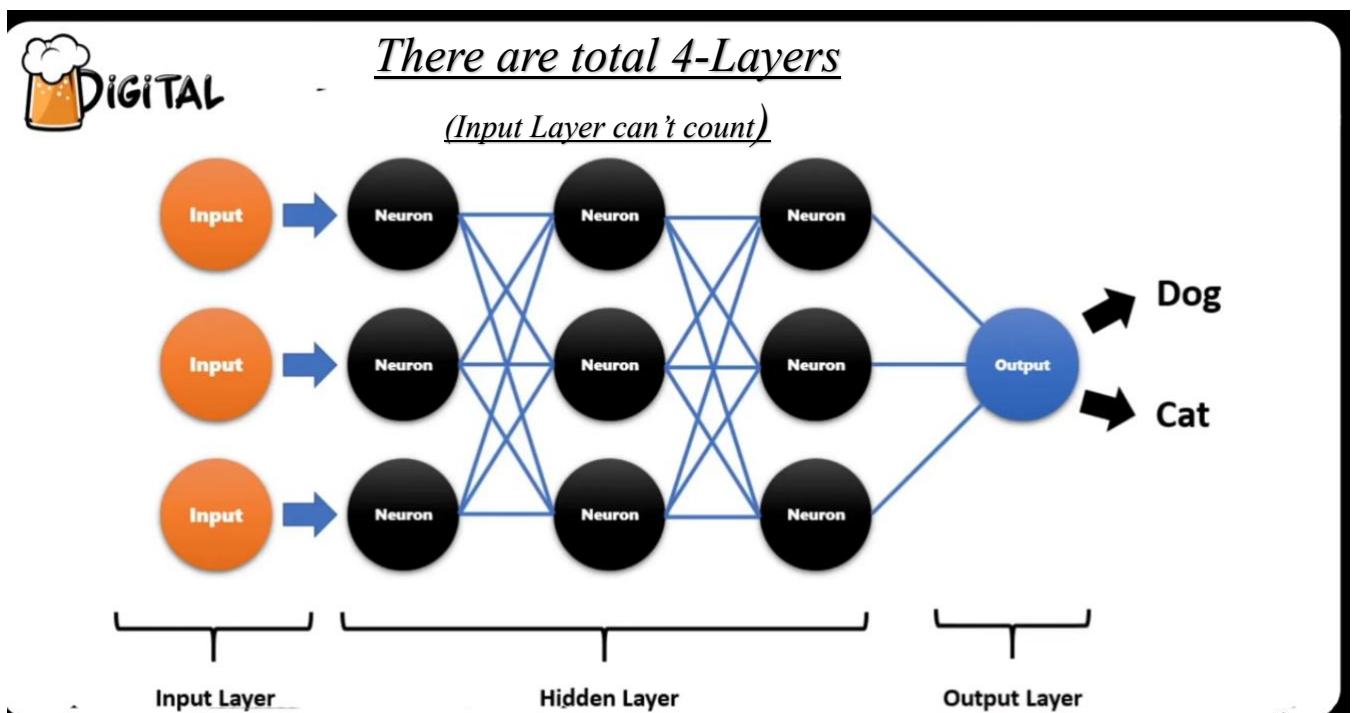 There are total 4-Layers
DiGiTAL
(Input Layer can't count)
Input Neuron Neuron Neuron
Dog
Input Neuron Neuron Neuron Output
Cat
Input Neuron Neuron Neuron
Input Layer Hidden Layer Output Layer